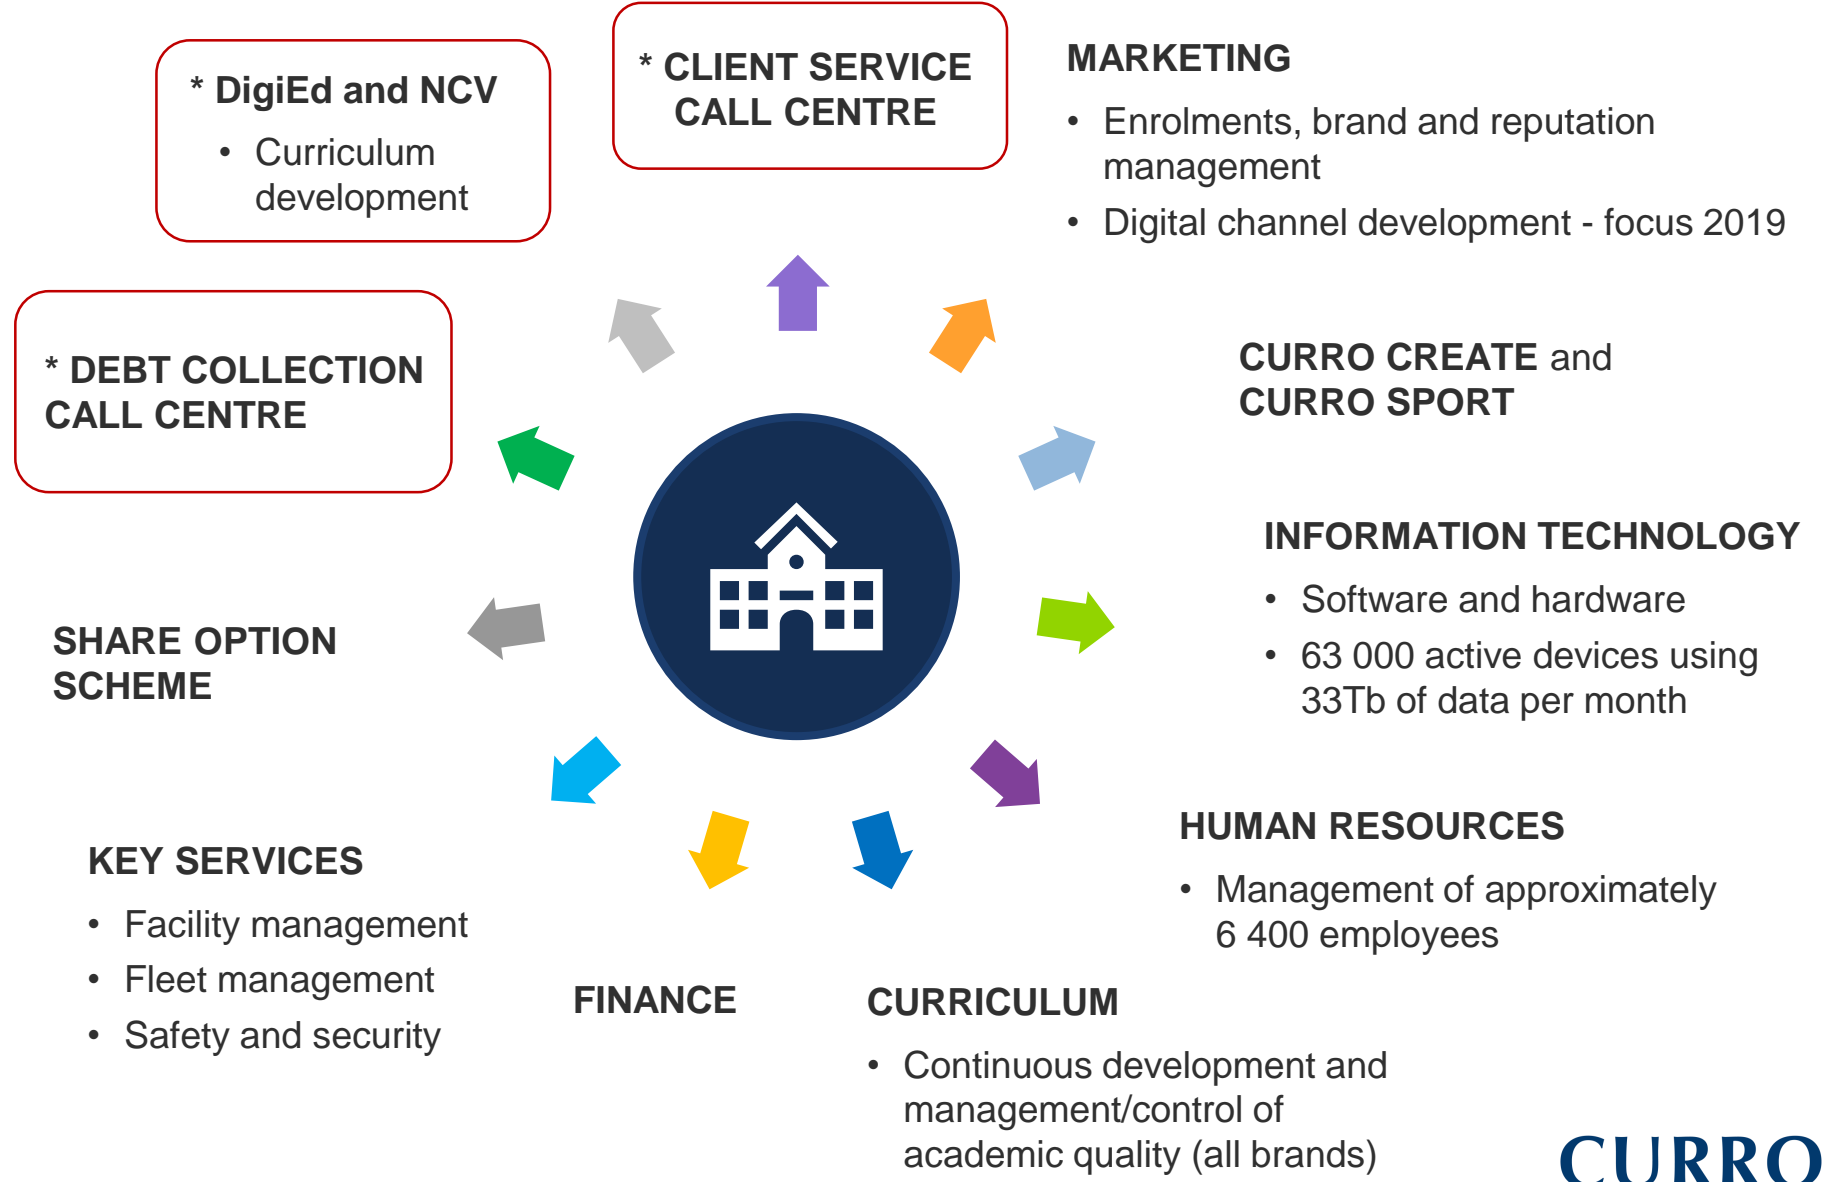 * DigiEd and NCV
• Curriculum
development
* CLIENT SERVICE
CALL CENTRE
MARKETING
• Enrolments, brand and reputation
management
• Digital channel development - focus 2019
* DEBT COLLECTION
CALL CENTRE
CURRO CREATE and
CURRO SPORT
INFORMATION TECHNOLOGY
• Software and hardware
• 63 000 active devices using
33Tb of data per month
SHARE OPTION
SCHEME
HUMAN RESOURCES
• Management of approximately
6 400 employees
KEY SERVICES
• Facility management
• Fleet management
• Safety and security
FINANCE
CURRICULUM
• Continuous development and
management/control of
academic quality (all brands)
CURRO